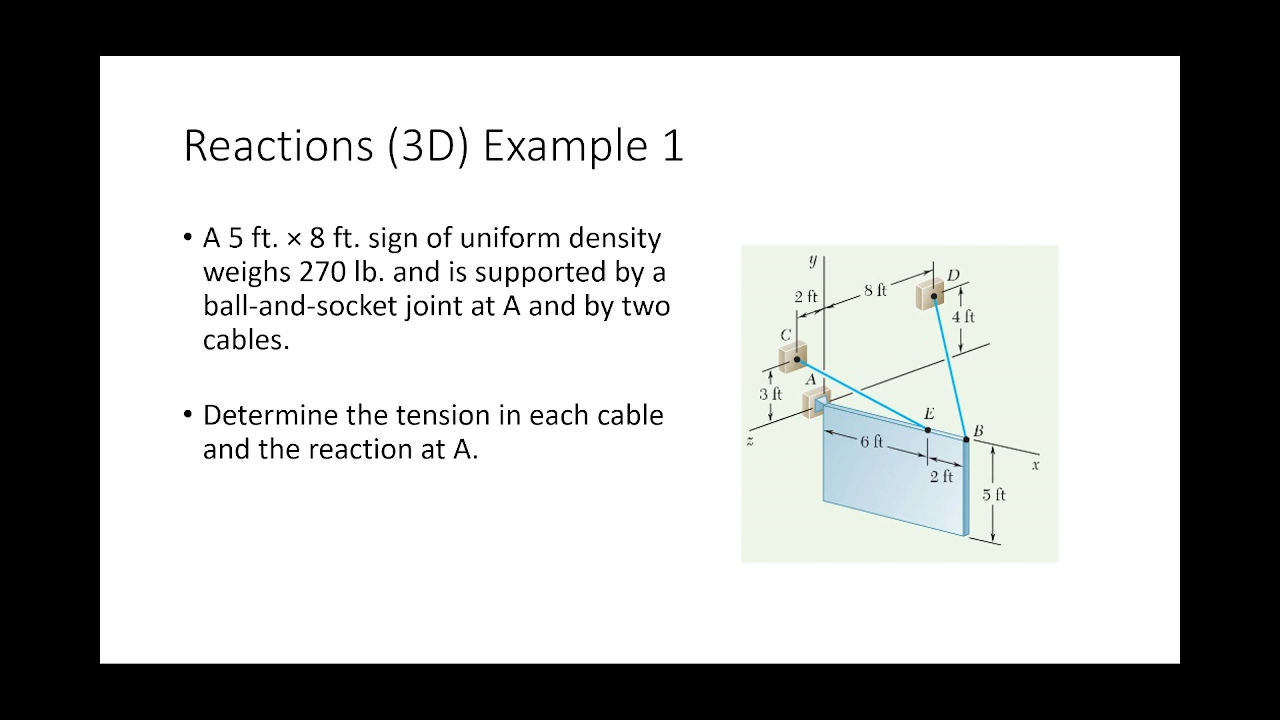 Reactions (3D) Example 1
• A 5 ft. × 8 ft. sign of uniform density
weighs 270 lb. and is supported by a
ball-and-socket joint at A and by two
cables.
• Determine the tension in each cable
and the reaction at A.
y
D
2 ft
8 ft
4 ft
C
A
3 ft
E
B
z
6 ft
x
2 ft
5 ft